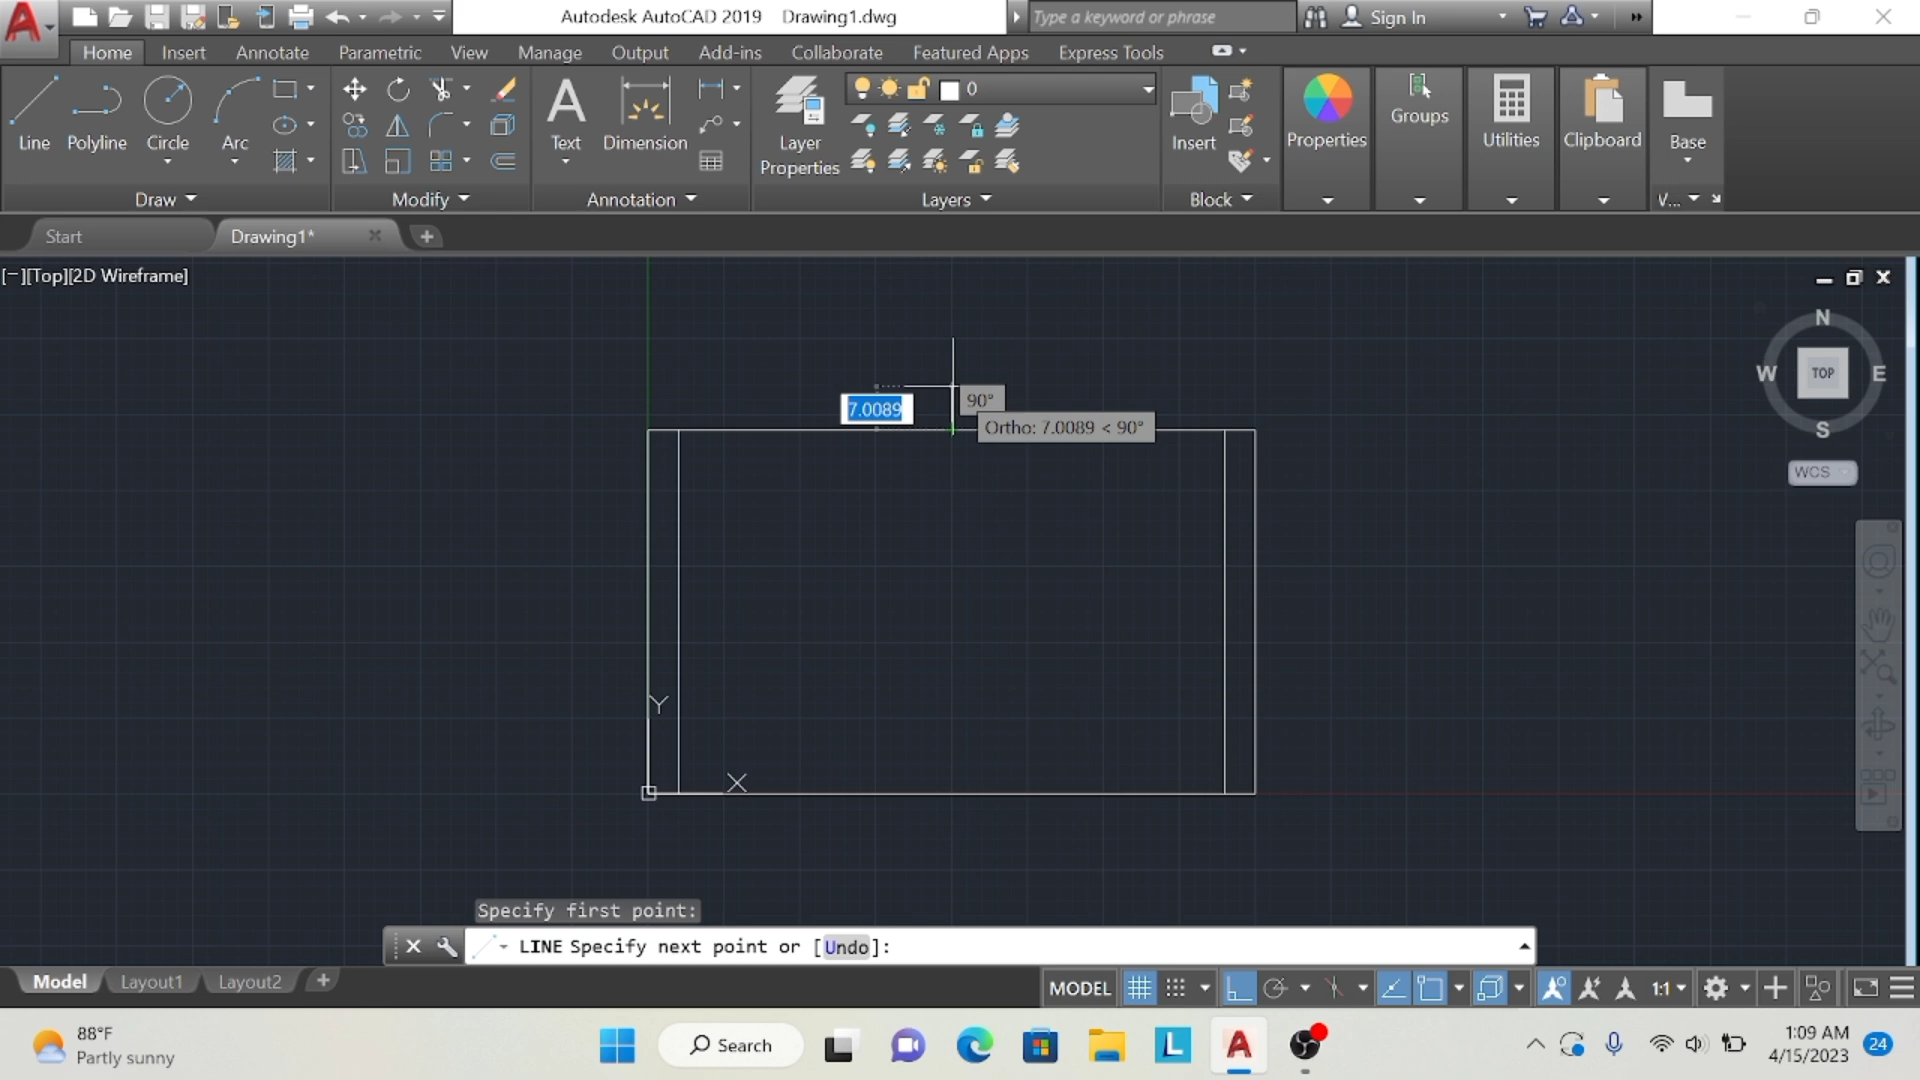 Autodesk AutoCAD 2019 Drawing1.dwg
Type a keyword or phrase
Sign In
Home Insert Annotate Parametric View Manage Output Add-ins Collaborate Featured Apps Express Tools
0
Line Polyline Circle Arc
Text Dimension
Layer
Properties
Insert
Properties
Groups
Utilities
Clipboard
Base
Draw Modify Annotation Layers Block V...
Start Drawing1*
[−][Top][2D Wireframe]
N
W TOP E
S
WCS
7.0089
90°
Ortho: 7.0089 < 90°
Y
X
Specify first point:
LINE Specify next point or [Undo]:
Model Layout1 Layout2
MODEL 1:1
88°F
Partly sunny
Search
L
1:09 AM
4/15/2023
24